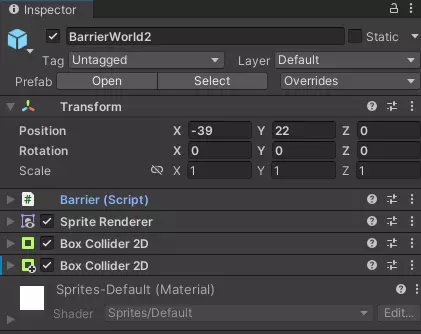 Inspector
BarrierWorld2 Static
Tag Untagged Layer Default
Prefab Open Select Overrides
Transform
Position X -39 Y 22 Z 0
Rotation X 0 Y 0 Z 0
Scale X 1 Y 1 Z 1
# Barrier (Script)
Sprite Renderer
Box Collider 2D
Box Collider 2D
Sprites-Default (Material)
Shader Sprites/Default Edit...